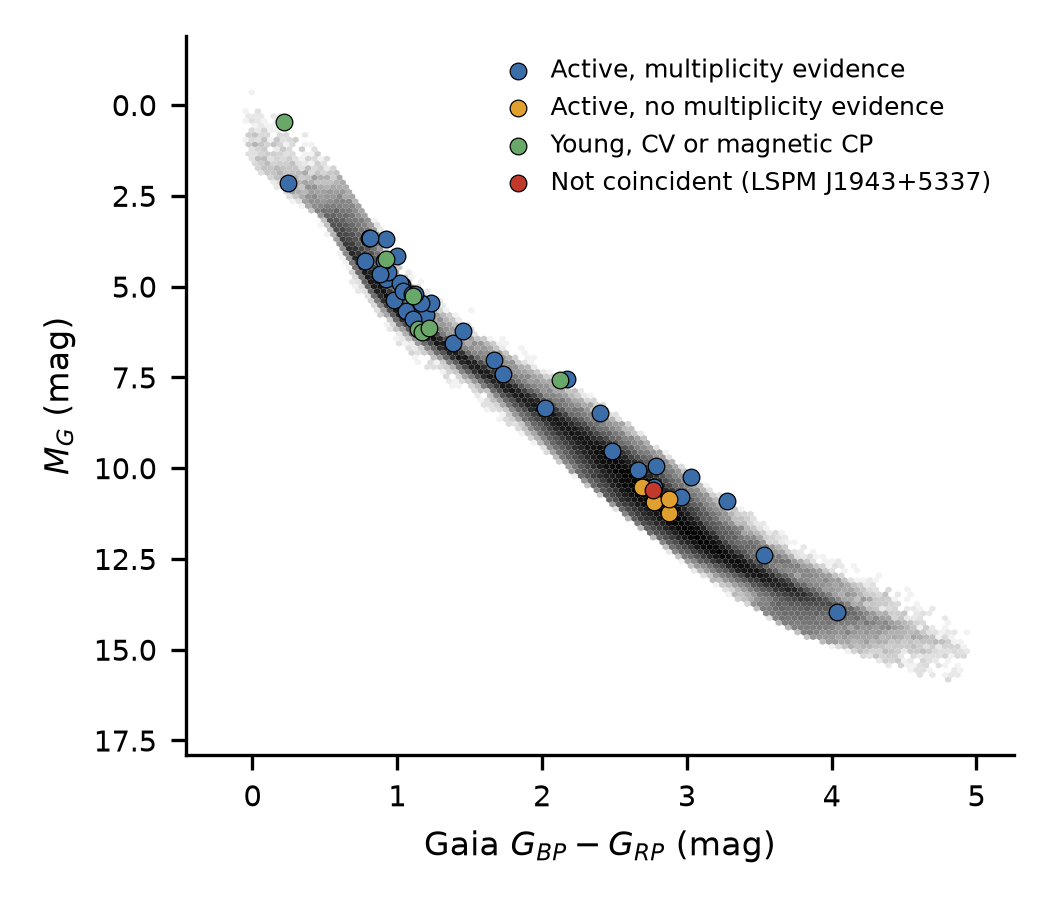 Active, multiplicity evidence
Active, no multiplicity evidence
Young, CV or magnetic CP
Not coincident (LSPM J1943+5337)
0.0
2.5
5.0
7.5
10.0
12.5
15.0
17.5
M_G (mag)
0 1 2 3 4 5
Gaia G_BP − G_RP (mag)